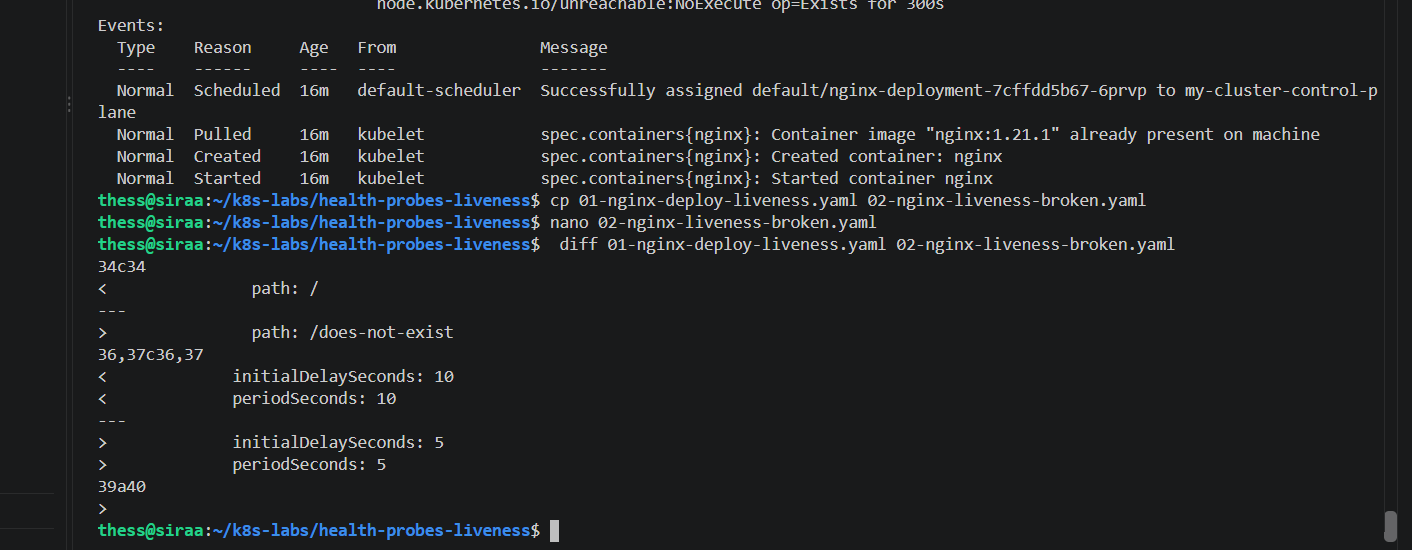 node.kubernetes.io/unreachable:NoExecute op=Exists for 300s
Events:
  Type    Reason     Age   From               Message
  ----    ------     ----  ----               -------
  Normal  Scheduled  16m   default-scheduler  Successfully assigned default/nginx-deployment-7cffdd5b67-6prvp to my-cluster-control-p
lane
  Normal  Pulled     16m   kubelet            spec.containers{nginx}: Container image "nginx:1.21.1" already present on machine
  Normal  Created    16m   kubelet            spec.containers{nginx}: Created container: nginx
  Normal  Started    16m   kubelet            spec.containers{nginx}: Started container nginx
thess@siraa:~/k8s-labs/health-probes-liveness$ cp 01-nginx-deploy-liveness.yaml 02-nginx-liveness-broken.yaml
thess@siraa:~/k8s-labs/health-probes-liveness$ nano 02-nginx-liveness-broken.yaml
thess@siraa:~/k8s-labs/health-probes-liveness$  diff 01-nginx-deploy-liveness.yaml 02-nginx-liveness-broken.yaml
34c34
<               path: /
---
>               path: /does-not-exist
36,37c36,37
<             initialDelaySeconds: 10
<             periodSeconds: 10
---
>             initialDelaySeconds: 5
>             periodSeconds: 5
39a40
>
thess@siraa:~/k8s-labs/health-probes-liveness$